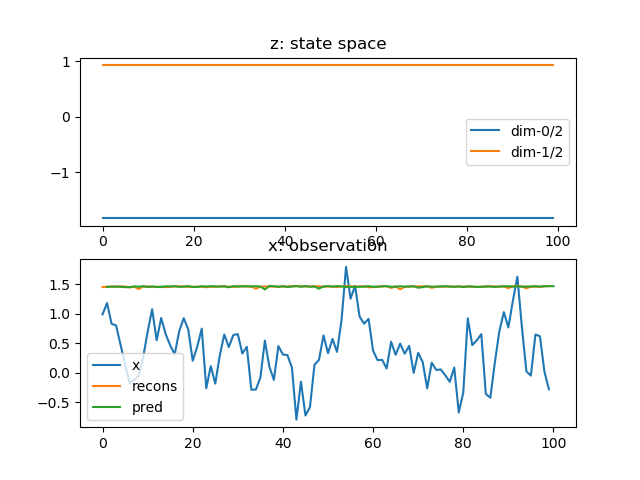 z: state space
1
0
−1
dim-0/2
dim-1/2
0 20 40 60 80 100
x: observation
1.5
1.0
0.5
0.0
−0.5
x
recons
pred
0 20 40 60 80 100